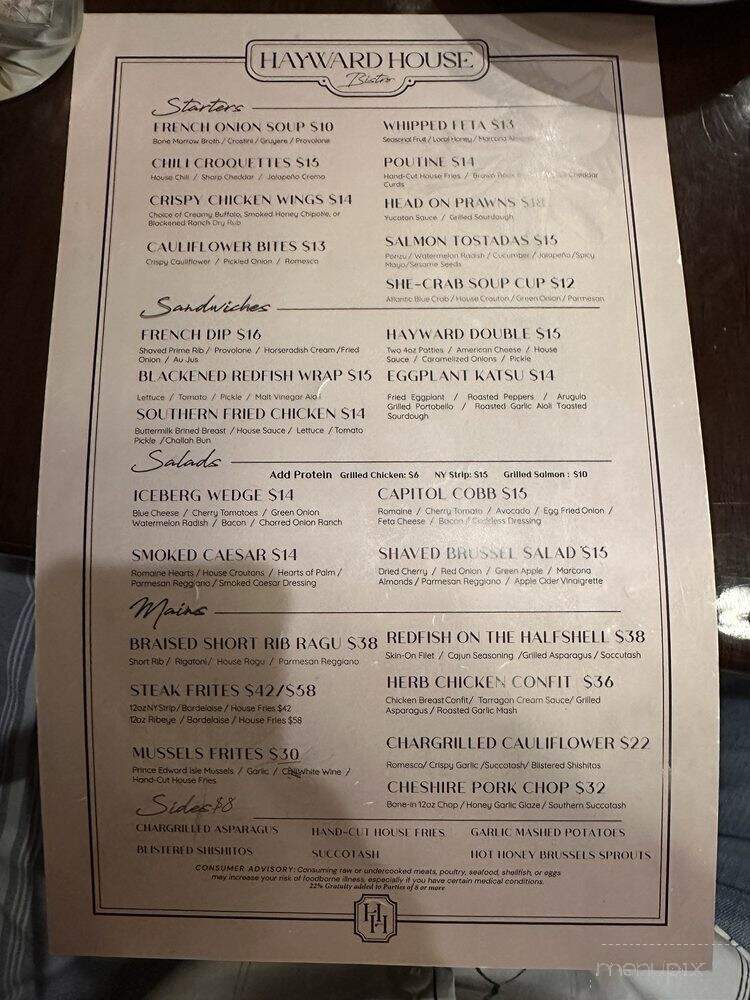 HAYWARD HOUSE
Bistro
Starters
FRENCH ONION SOUP $10
Bone Marrow Broth / Crostini / Gruyere / Provolone
CHILI CROQUETTES $15
House Chili / Sharp Cheddar / Jalapeño Crema
CRISPY CHICKEN WINGS $14
Choice of Creamy Buffalo, Smoked Honey Chipotle, or
Blackened Ranch Dry Rub
CAULIFLOWER BITES $13
Crispy Cauliflower / Pickled Onion / Romesco
WHIPPED FETA $13
Seasonal Fruit / Local Honey / Marcona
POUTINE $14
Hand-Cut House Fries / Brown Cheddar
Curds
HEAD ON PRAWNS $18
Yucatan Sauce / Grilled Sourdough
SALMON TOSTADAS $15
Ponzu / Watermelon Radish / Cucumber / Jalapeño /Spicy
Mayo/Sesame Seeds
SHE-CRAB SOUP CUP $12
Atlantic Blue Crab / House Crouton / Green Onion / Parmesan
Sandwiches
FRENCH DIP $16
Shaved Prime Rib / Provolone / Horseradish Cream /Fried
Onion / Au Jus
BLACKENED REDFISH WRAP $15
Lettuce / Tomato / Pickle / Malt Vinegar Aioli
SOUTHERN FRIED CHICKEN $14
Buttermilk Brined Breast / House Sauce / Lettuce / Tomato
Pickle / Challah Bun
HAYWARD DOUBLE $15
Two 4oz Patties / American Cheese / House
Sauce / Caramelized Onions / Pickle
EGGPLANT KATSU $14
Fried Eggplant / Roasted Peppers / Arugula
Grilled Portobello / Roasted Garlic Aioli Toasted
Sourdough
Salads
Add Protein Grilled Chicken: $6 NY Strip: $15 Grilled Salmon : $10
ICEBERG WEDGE $14
Blue Cheese / Cherry Tomatoes / Green Onion
Watermelon Radish / Bacon / Charred Onion Ranch
CAPITOL COBB $15
Romaine / Cherry Tomato / Avocado / Egg Fried Onion /
Feta Cheese / Bacon / Goddess Dressing
SMOKED CAESAR $14
Romaine Hearts / House Croutons / Hearts of Palm /
Parmesan Reggiano / Smoked Caesar Dressing
SHAVED BRUSSEL SALAD $15
Dried Cherry / Red Onion / Green Apple / Marcona
Almonds / Parmesan Reggiano / Apple Cider Vinaigrette
Mains
BRAISED SHORT RIB RAGU $38
Short Rib / Rigatoni / House Ragu / Parmesan Reggiano
STEAK FRITES $42/$58
12oz NY Strip / Bordelaise / House Fries $42
12oz Ribeye / Bordelaise / House Fries $58
MUSSELS FRITES $30
Prince Edward Isle Mussels / Garlic / White Wine /
Hand-Cut House Fries
REDFISH ON THE HALFSHELL $38
Skin-On Filet / Cajun Seasoning /Grilled Asparagus / Succutash
HERB CHICKEN CONFIT $36
Chicken Breast Confit/ Tarragon Cream Sauce/ Grilled
Asparagus / Roasted Garlic Mash
CHARGRILLED CAULIFLOWER $22
Romesco/ Crispy Garlic /Succutash/ Blistered Shishitos
CHESHIRE PORK CHOP $32
Bone-in 12oz Chop / Honey Garlic Glaze / Southern Succotash
Sides $8
CHARGRILLED ASPARAGUS
HAND-CUT HOUSE FRIES
GARLIC MASHED POTATOES
BLISTERED SHISHITOS
SUCCOTASH
HOT HONEY BRUSSELS SPROUTS
CONSUMER ADVISORY: Consuming raw or undercooked meats, poultry, seafood, shellfish, or eggs
may increase your risk of foodborne illness, especially if you have certain medical conditions.
22% Gratuity added to Parties of 8 or more
HH
menupix